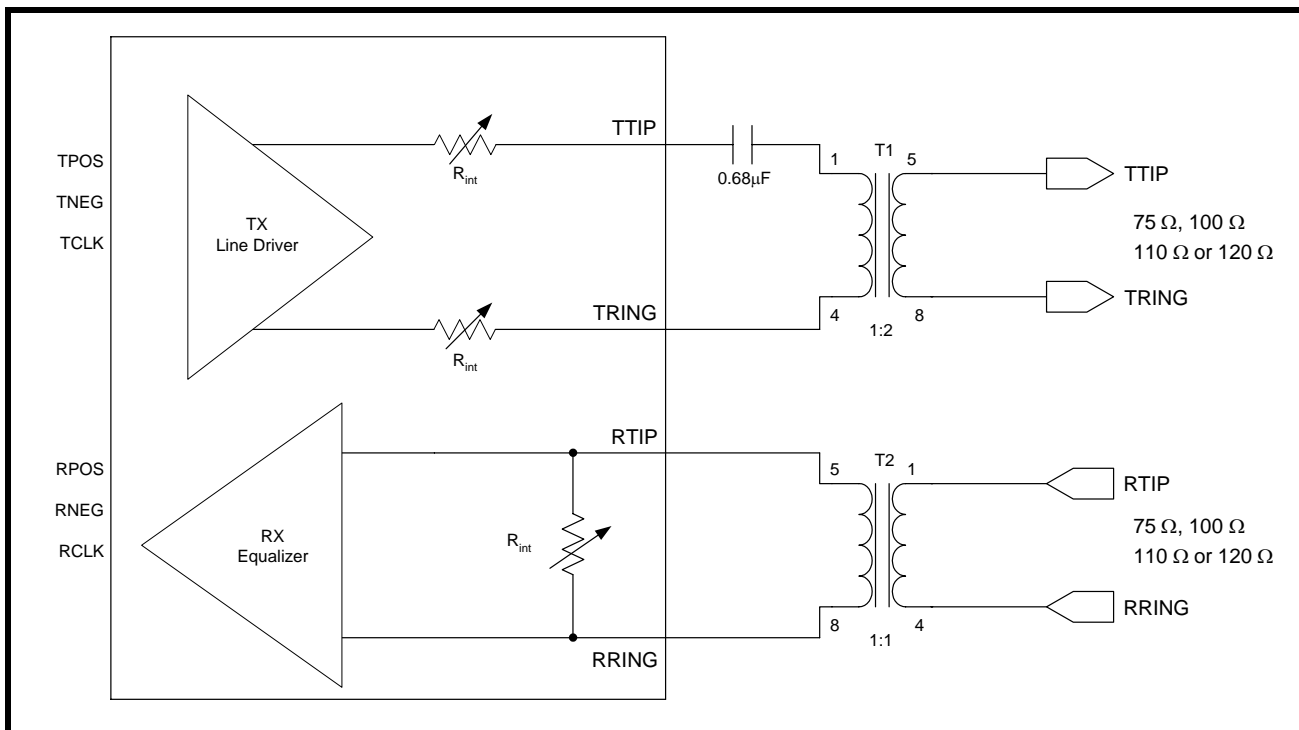 TPOS
TNEG
TCLK
TX
Line Driver
R_int
R_int
TTIP
TRING
0.68μF
1
4
T1
1:2
5
8
TTIP
75 Ω, 100 Ω
110 Ω or 120 Ω
TRING
RPOS
RNEG
RCLK
RX
Equalizer
R_int
RTIP
RRING
5
8
T2
1:1
1
4
RTIP
75 Ω, 100 Ω
110 Ω or 120 Ω
RRING